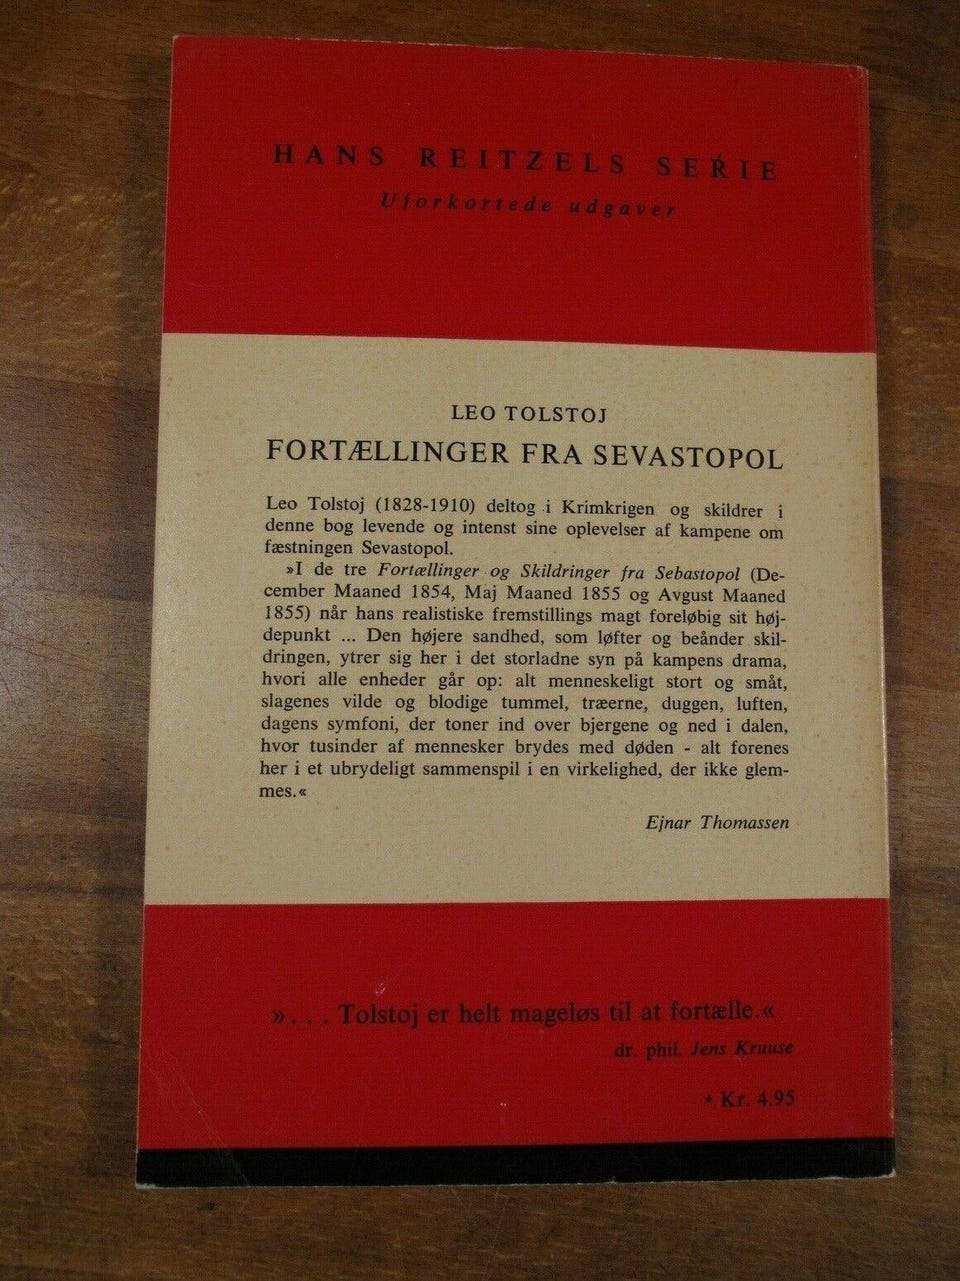 HANS REITZELS SERIE
Uforkortede udgaver
LEO TOLSTOJ
FORTÆLLINGER FRA SEVASTOPOL
Leo Tolstoj (1828-1910) deltog i Krimkrigen og skildrer i
denne bog levende og intenst sine oplevelser af kampene om
fæstningen Sevastopol.
»I de tre Fortællinger og Skildringer fra Sebastopol (De-
cember Maaned 1854, Maj Maaned 1855 og Avgust Maaned
1855) når hans realistiske fremstillings magt foreløbig sit høj-
depunkt ... Den højere sandhed, som løfter og beånder skil-
dringen, ytrer sig her i det storladne syn på kampens drama,
hvori alle enheder går op: alt menneskeligt stort og småt,
slagenes vilde og blodige tummel, træerne, duggen, luften,
dagens symfoni, der toner ind over bjergene og ned i dalen,
hvor tusinder af mennesker brydes med døden - alt forenes
her i et ubrydeligt sammenspil i en virkelighed, der ikke glem-
mes.«
Ejnar Thomassen
»... Tolstoj er helt mageløs til at fortælle.«
dr. phil. Jens Kruuse
* Kr. 4.95